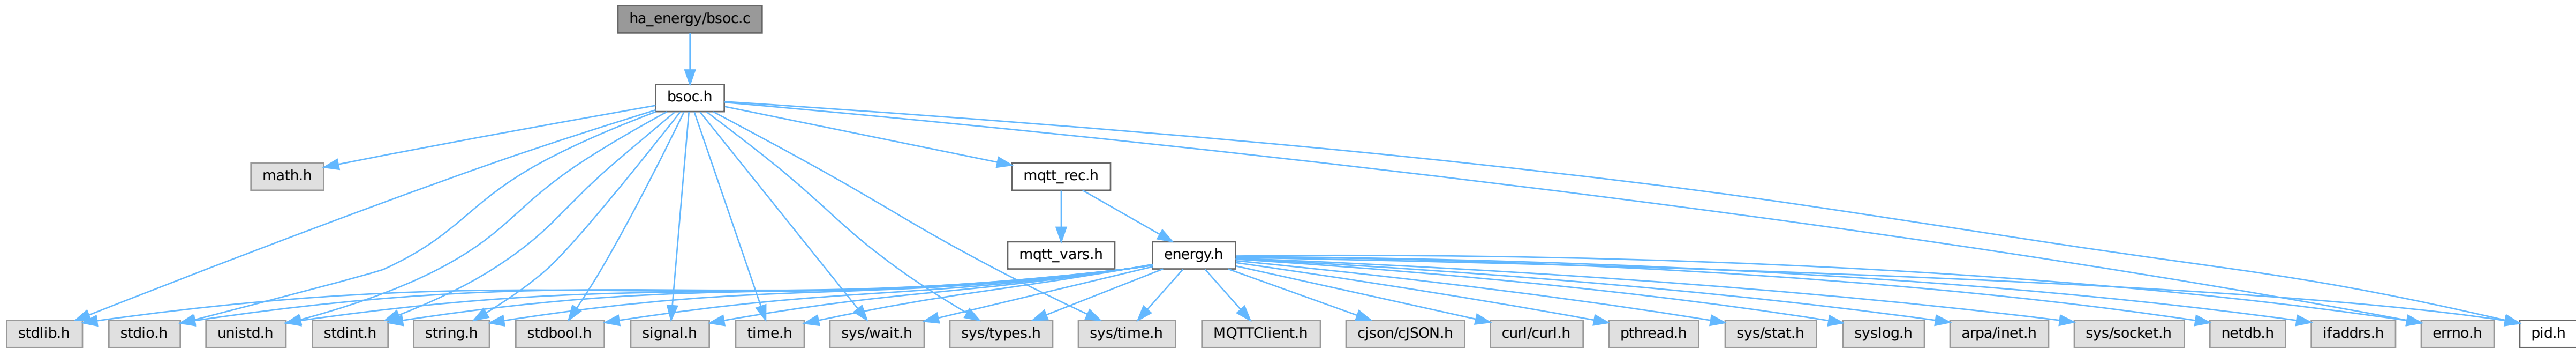 ha_energy/bsoc.c
bsoc.h
math.h
mqtt_rec.h
mqtt_vars.h
energy.h
stdlib.h
stdio.h
unistd.h
stdint.h
string.h
stdbool.h
signal.h
time.h
sys/wait.h
sys/types.h
sys/time.h
MQTTClient.h
cjson/cJSON.h
curl/curl.h
pthread.h
sys/stat.h
syslog.h
arpa/inet.h
sys/socket.h
netdb.h
ifaddrs.h
errno.h
pid.h